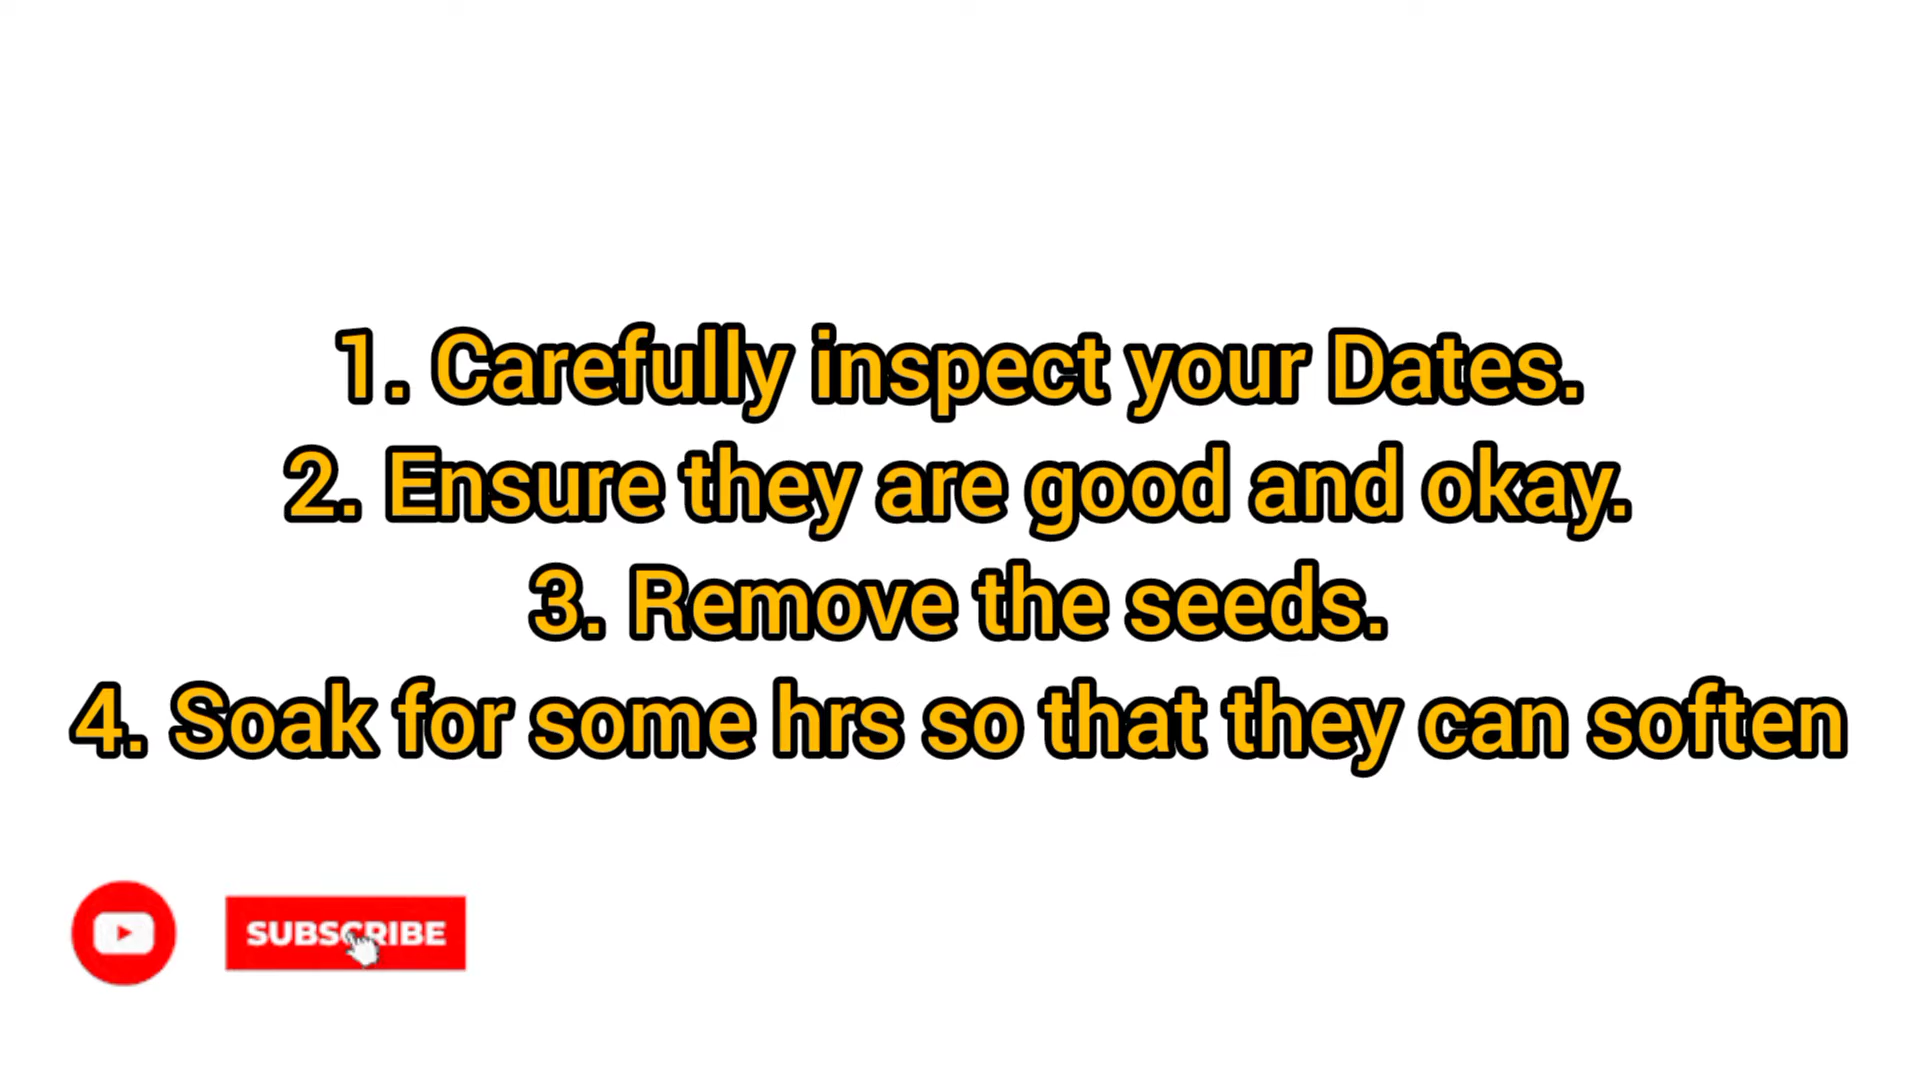 1. Carefully inspect your Dates.
2. Ensure they are good and okay.
3. Remove the seeds.
4. Soak for some hrs so that they can soften
SUBSCRIBE